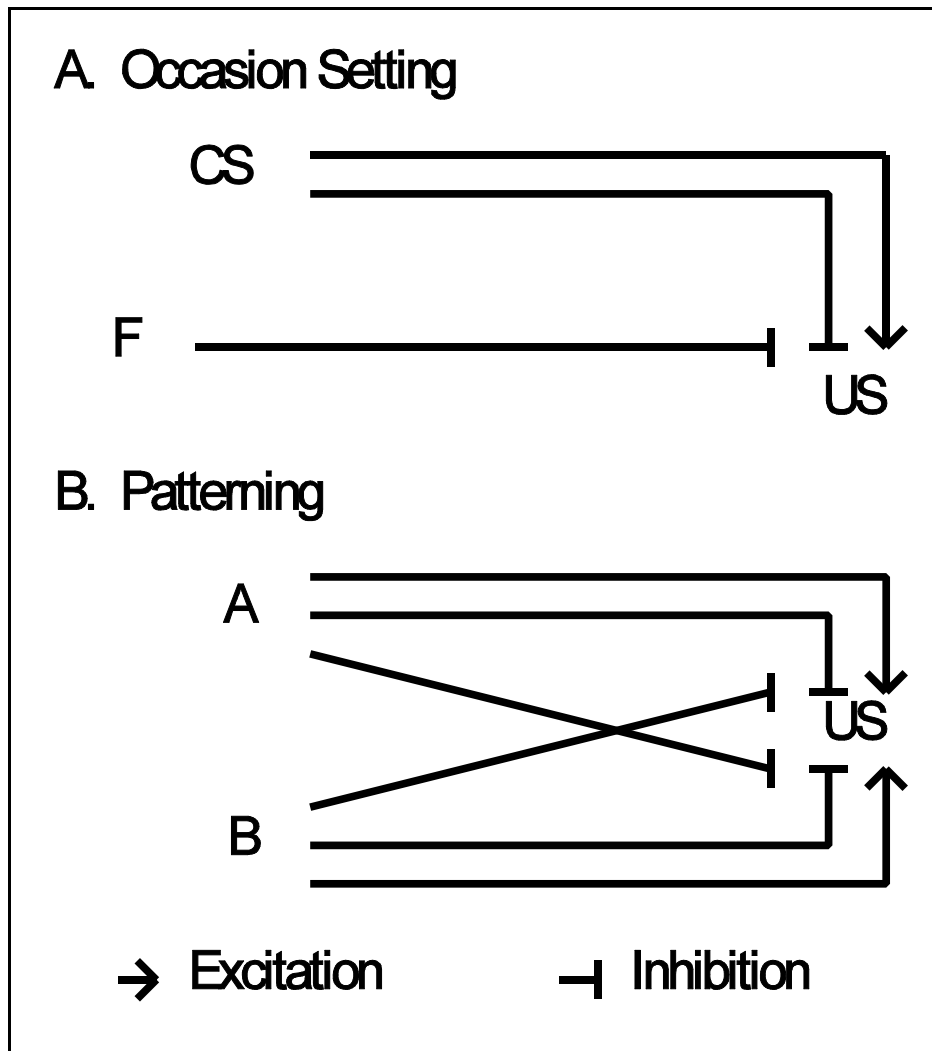 A. Occasion Setting
CS
F
US
B. Patterning
A
US
B
Excitation Inhibition